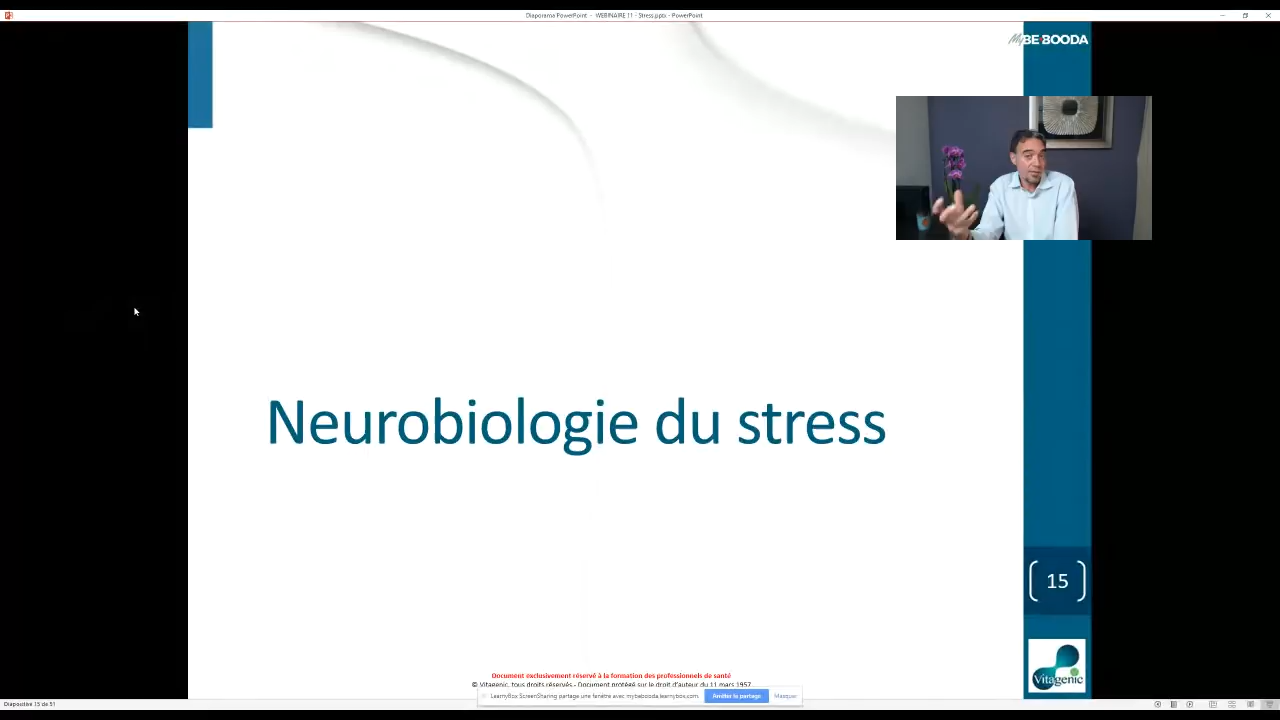 Diaporama PowerPoint - WEBINAIRE 11 - Stress.pptx - PowerPoint
MyBE-BOODA
Neurobiologie du stress
15
Vitagenic
Document exclusivement réservé à la formation des professionnels de santé
© Vitagenic, tous droits réservés - Document protégé sur le droit d'auteur du 11 mars 1957
LearnyBox ScreenSharing partage une fenêtre avec mybebooda.learnybox.com.
Arrêter le partage
Masquer
Diapositive 15 de 51